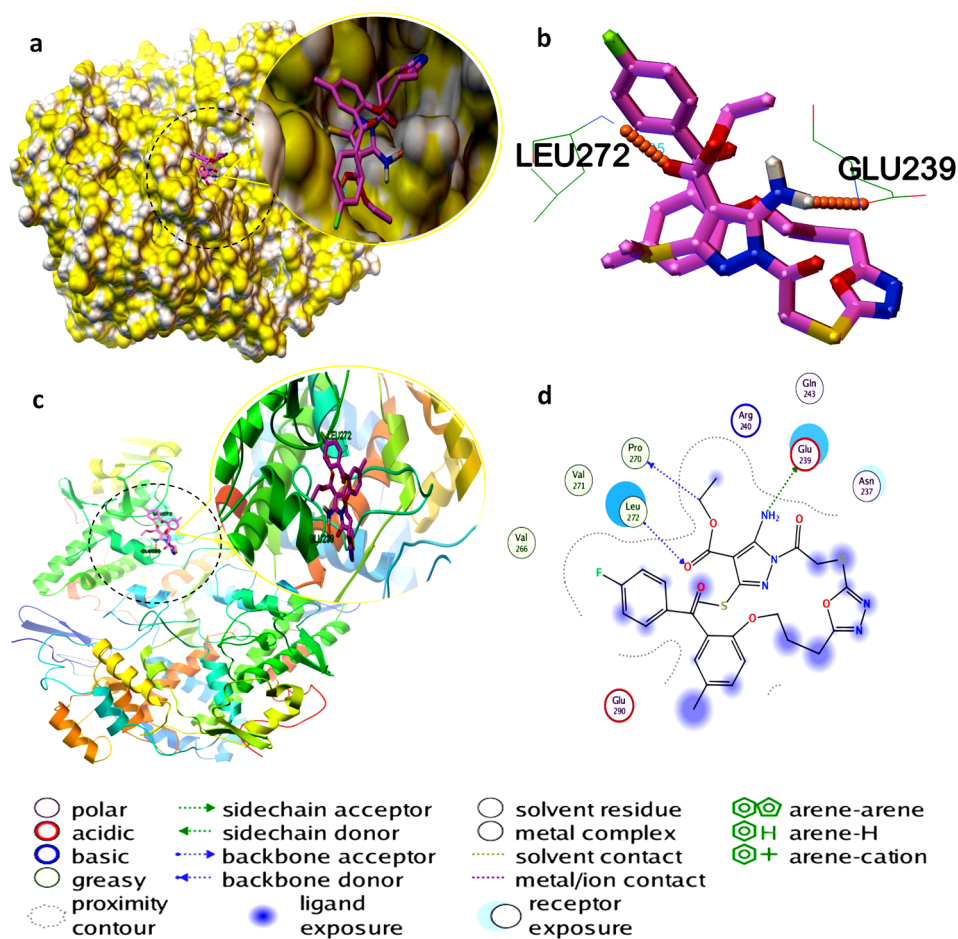 a
b
LEU272
GLU239
c
LEU272
GLU239
d
Gln
243
Arg
240
Glu
239
Pro
270
Asn
237
Val
271
Leu
272
Val
266
NH₂
O
O
O
N
N
S
F
O
S
O
O
N
N
Glu
290
polar
sidechain acceptor
solvent residue
arene-arene
acidic
sidechain donor
metal complex
H
arene-H
basic
backbone acceptor
solvent contact
+
arene-cation
greasy
backbone donor
metal/ion contact
proximity
contour
ligand
exposure
receptor
exposure